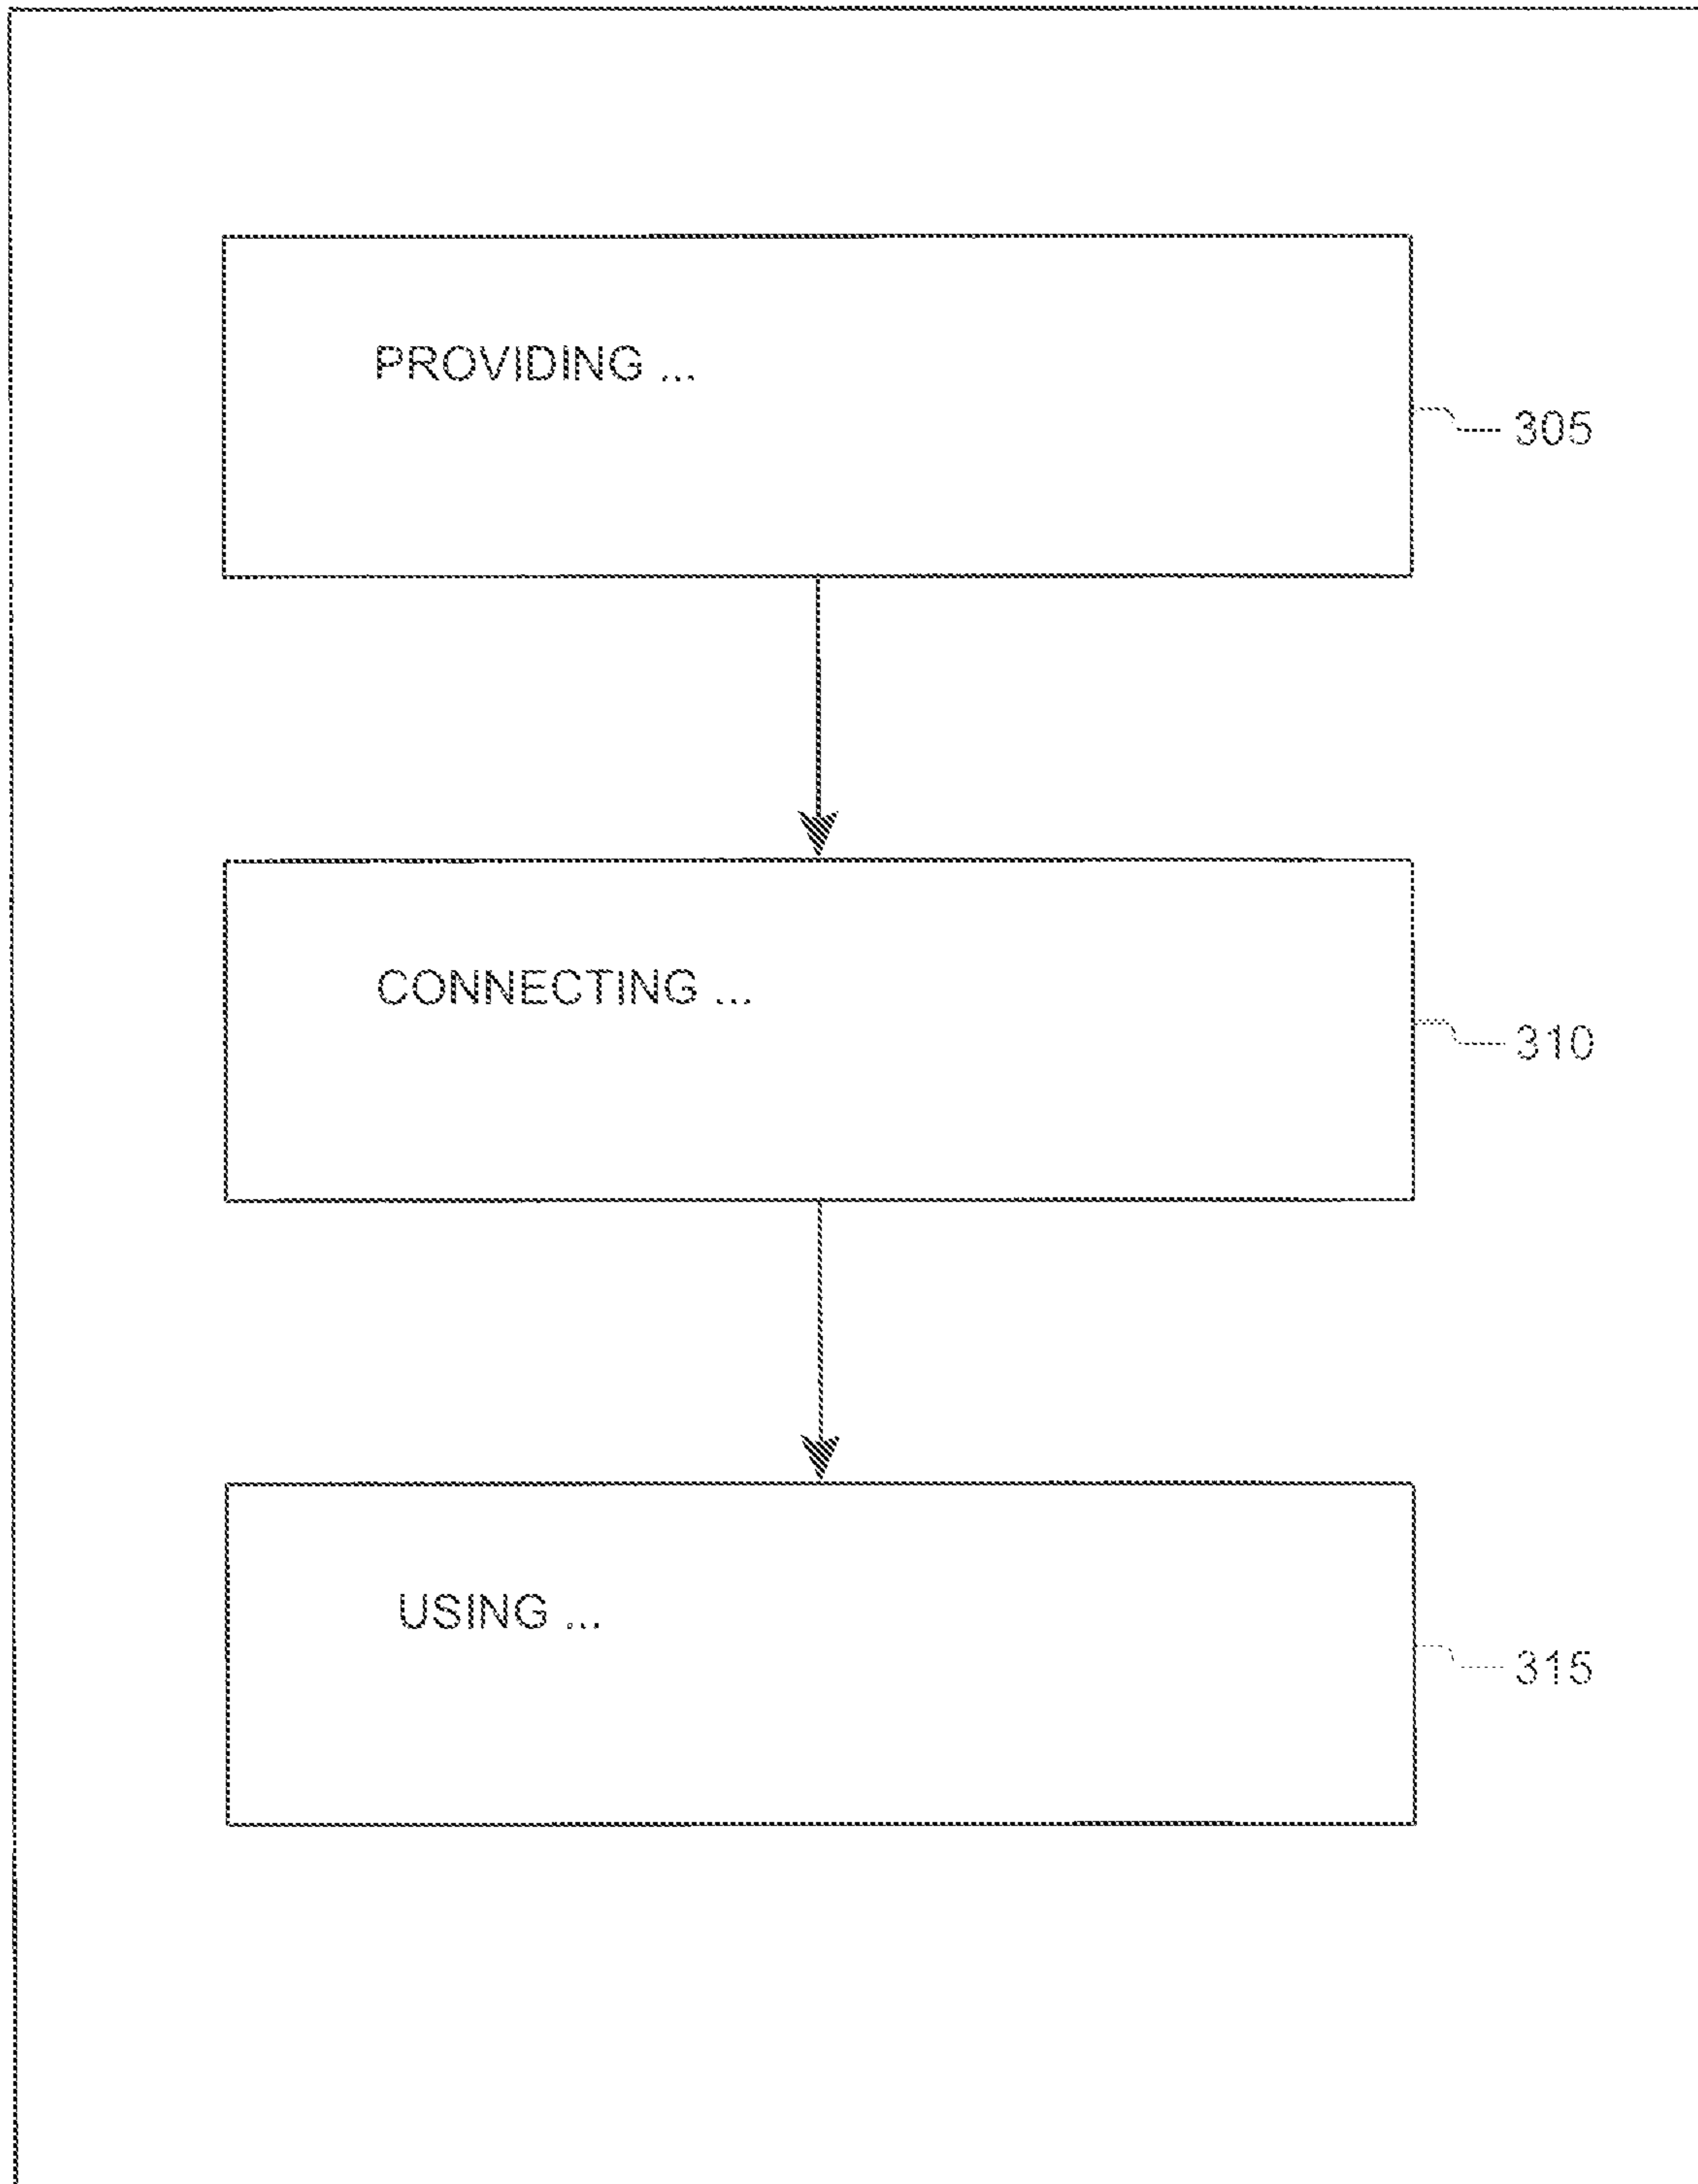 PROVIDING ...
305
CONNECTING ...
310
USING ...
315